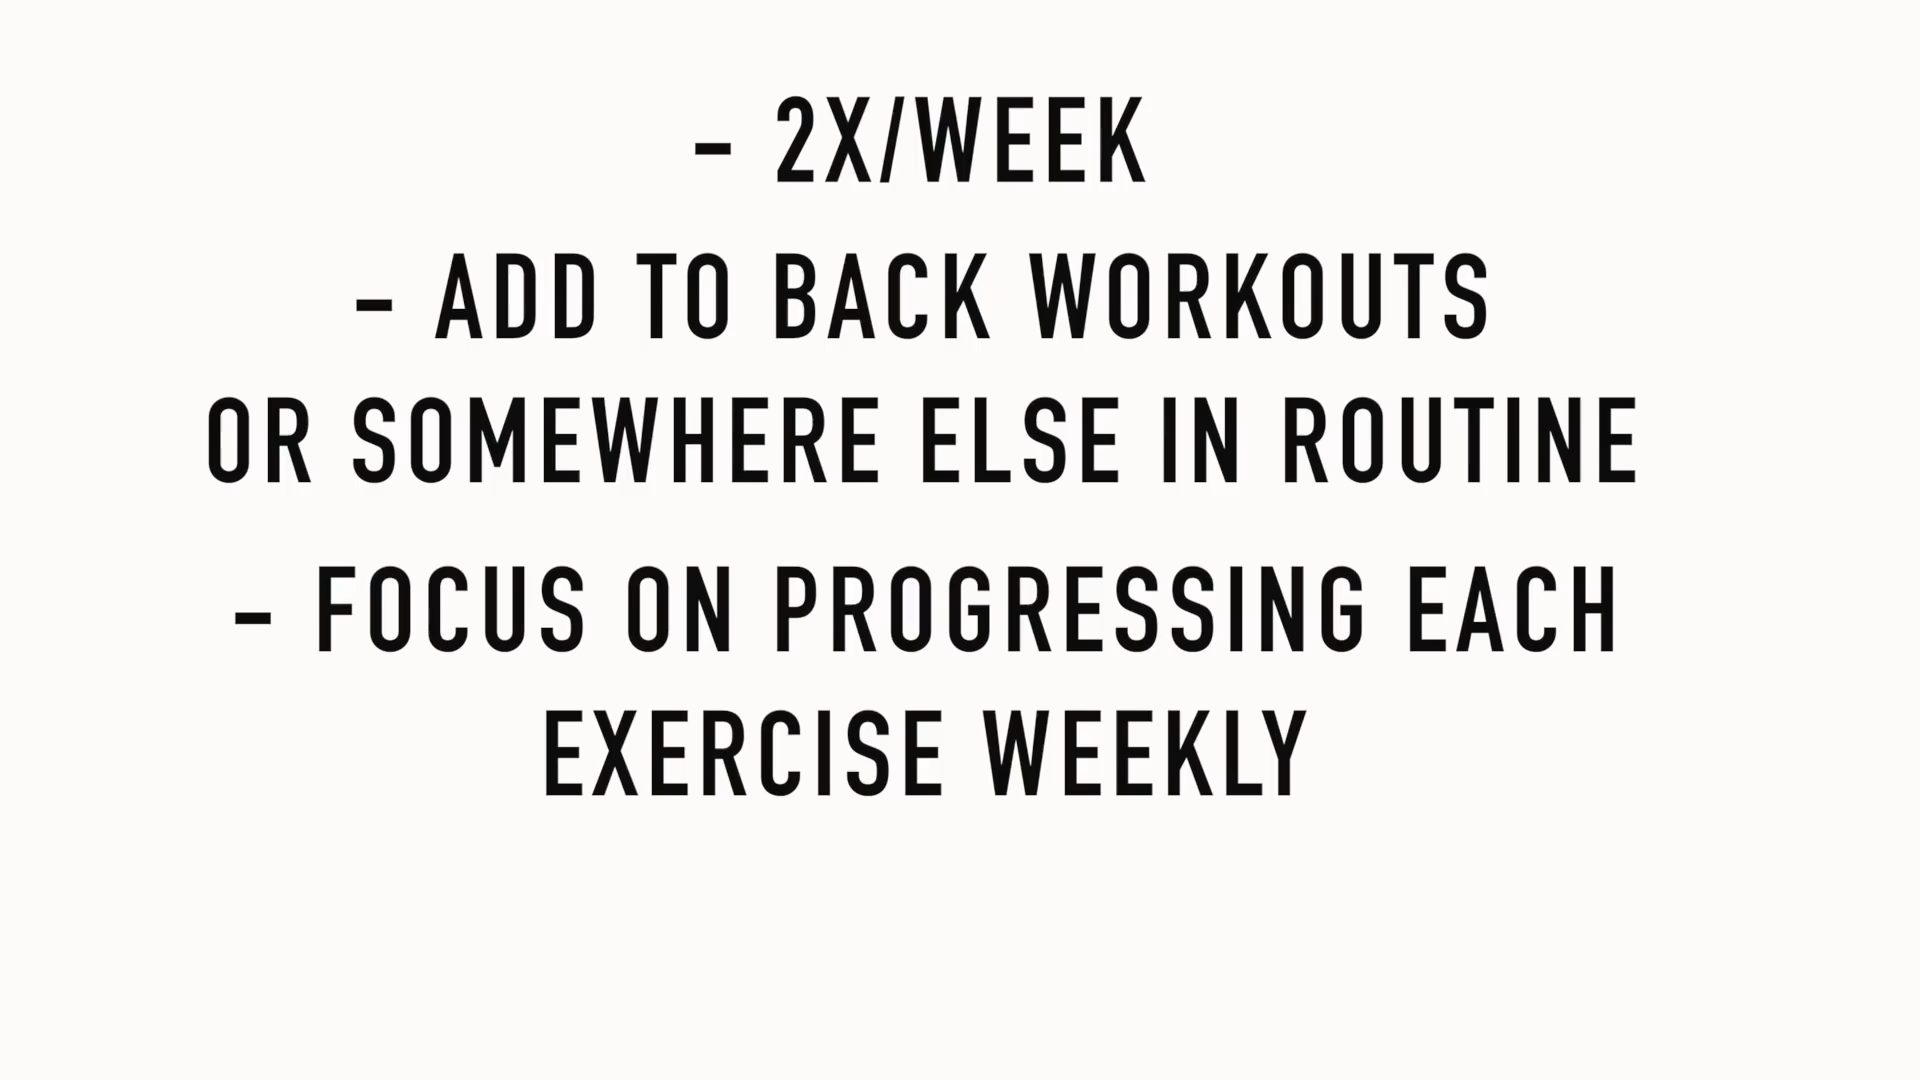 - 2X/WEEK
- ADD TO BACK WORKOUTS
OR SOMEWHERE ELSE IN ROUTINE
- FOCUS ON PROGRESSING EACH
EXERCISE WEEKLY